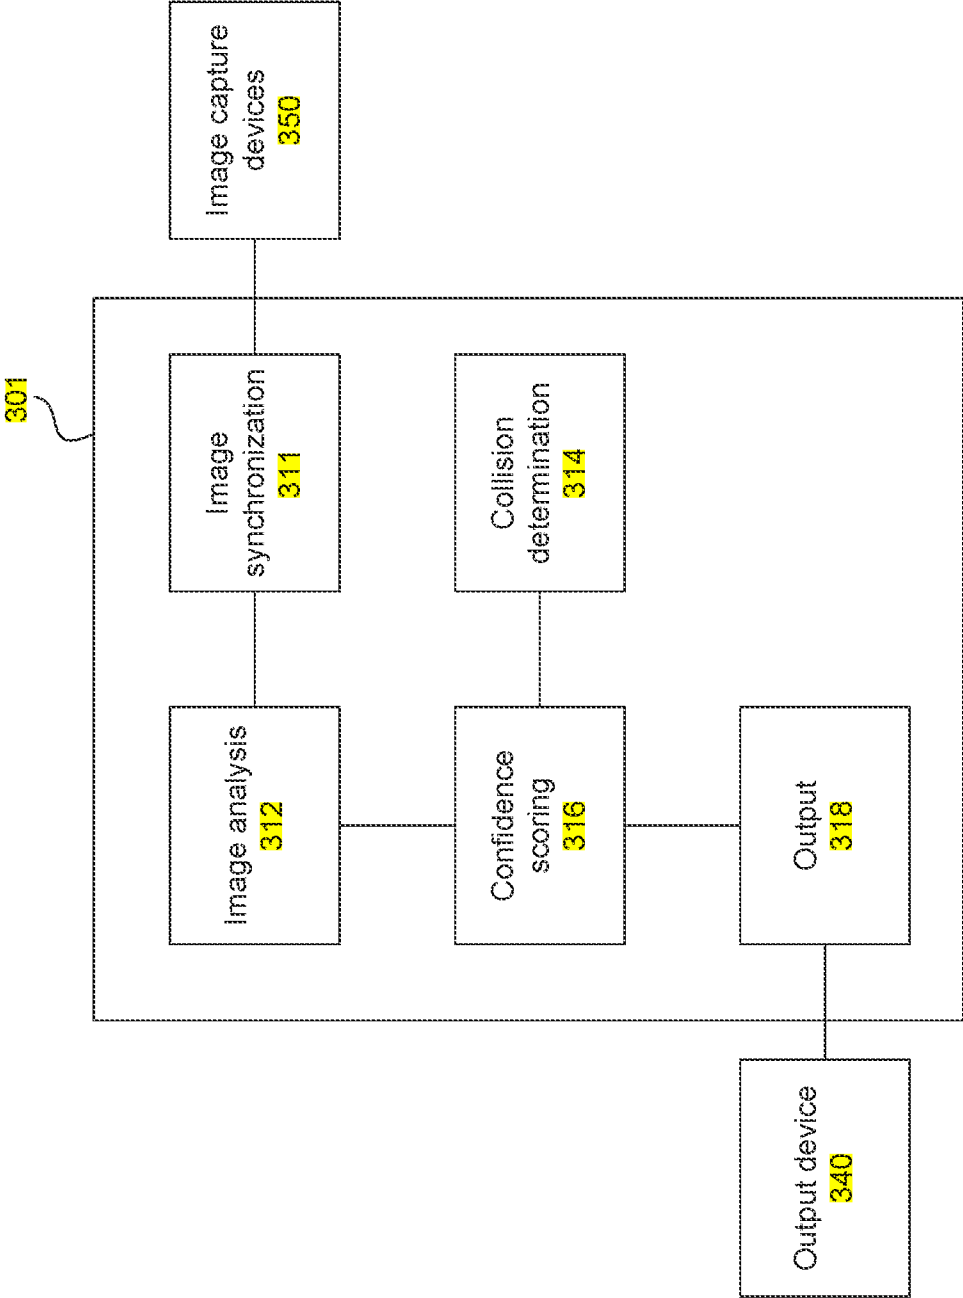 301
Image capture
devices
350
Image
synchronization
311
Image analysis
312
Collision
determination
314
Confidence
scoring
316
Output
318
Output device
340